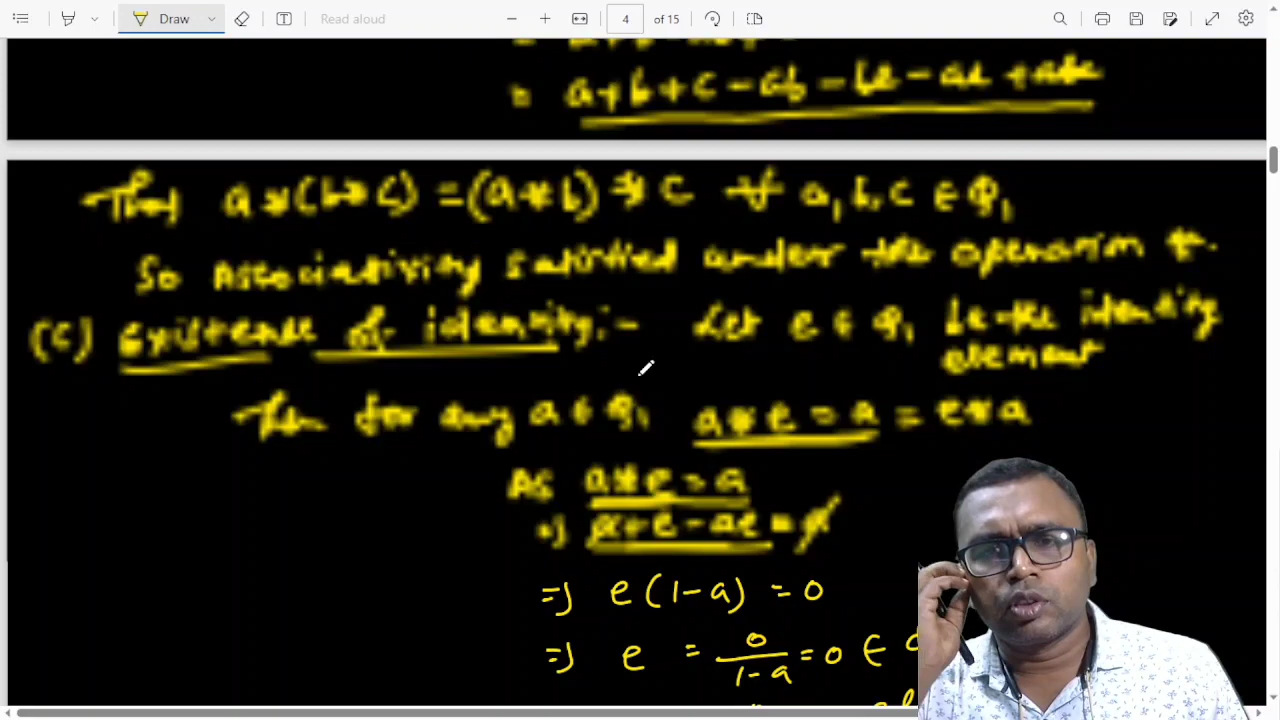 Draw
Read aloud
4 of 15
= a+b+c-ab-bc-ac+abc
Thus a*(b*c) =(a*b)*c ∀ a,b,c ∈ Q₁
So Associativity satisfied under the operation *.
(C) existence of identity:- Let e ∈ Q₁ be the identity
element
Then for any a ∈ Q₁ a*e = a = e*a
As a*e = a
=> a+e-ae = a
=> e(1-a) = 0
=> e = 0/1-a = 0 ∈